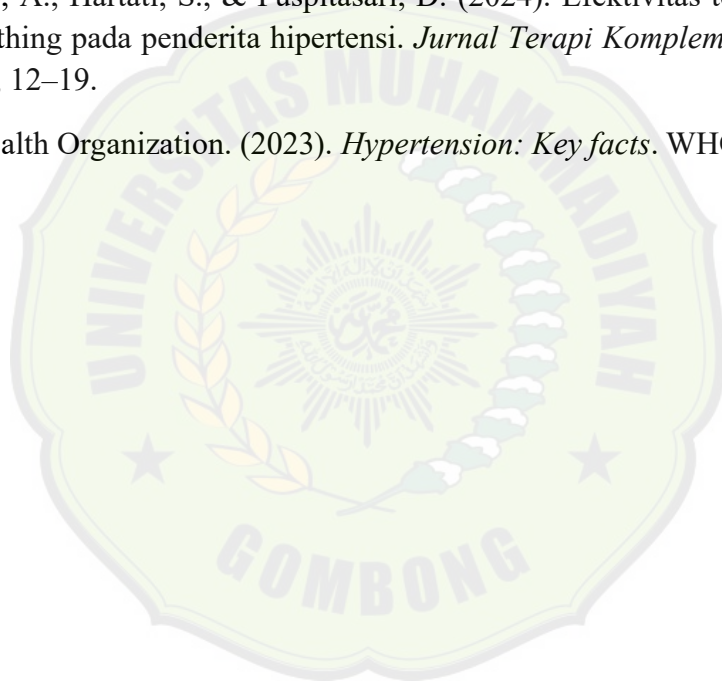 , A., Hartati, S., & Puspitasari, D. (2024). Efektivitas
thing pada penderita hipertensi. Jurnal Terapi Komplem
12–19.
alth Organization. (2023). Hypertension: Key facts. WHO
UNIVERSITAS MUHAMMADIYAH
GOMBONG